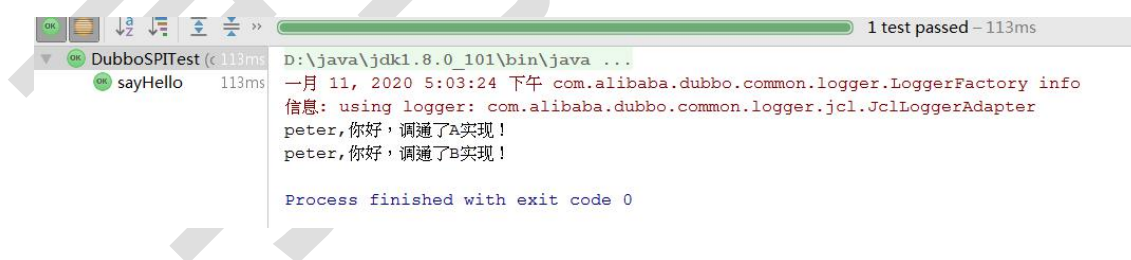 OK
1 test passed – 113ms
OK DubboSPITest (c 113ms
OK sayHello 113ms
D:\java\jdk1.8.0_101\bin\java ...
一月 11, 2020 5:03:24 下午 com.alibaba.dubbo.common.logger.LoggerFactory info
信息: using logger: com.alibaba.dubbo.common.logger.jcl.JclLoggerAdapter
peter,你好，调通了A实现！
peter,你好，调通了B实现！
Process finished with exit code 0